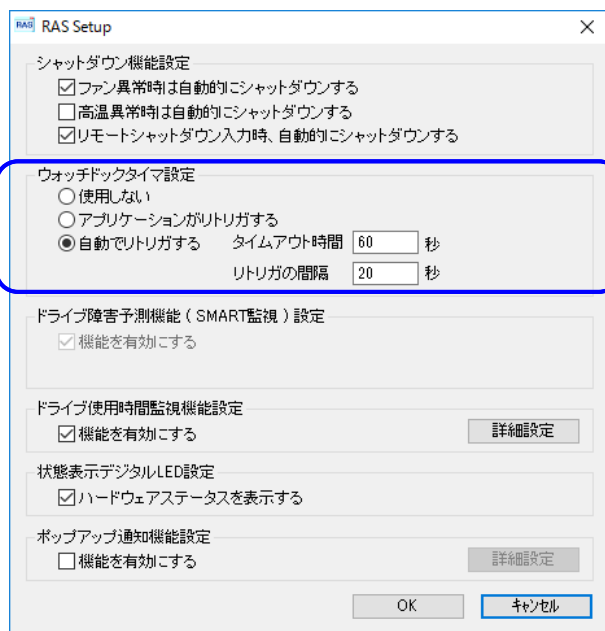 RAS RAS Setup
シャットダウン機能設定
ファン異常時は自動的にシャットダウンする
高温異常時は自動的にシャットダウンする
リモートシャットダウン入力時、自動的にシャットダウンする
ウォッチドックタイマ設定
使用しない
アプリケーションがリトリガする
自動でリトリガする タイムアウト時間 60 秒
リトリガの間隔 20 秒
ドライブ障害予測機能(SMART監視)設定
機能を有効にする
ドライブ使用時間監視機能設定
機能を有効にする 詳細設定
状態表示デジタルLED設定
ハードウェアステータスを表示する
ポップアップ通知機能設定
機能を有効にする 詳細設定
OK キャンセル